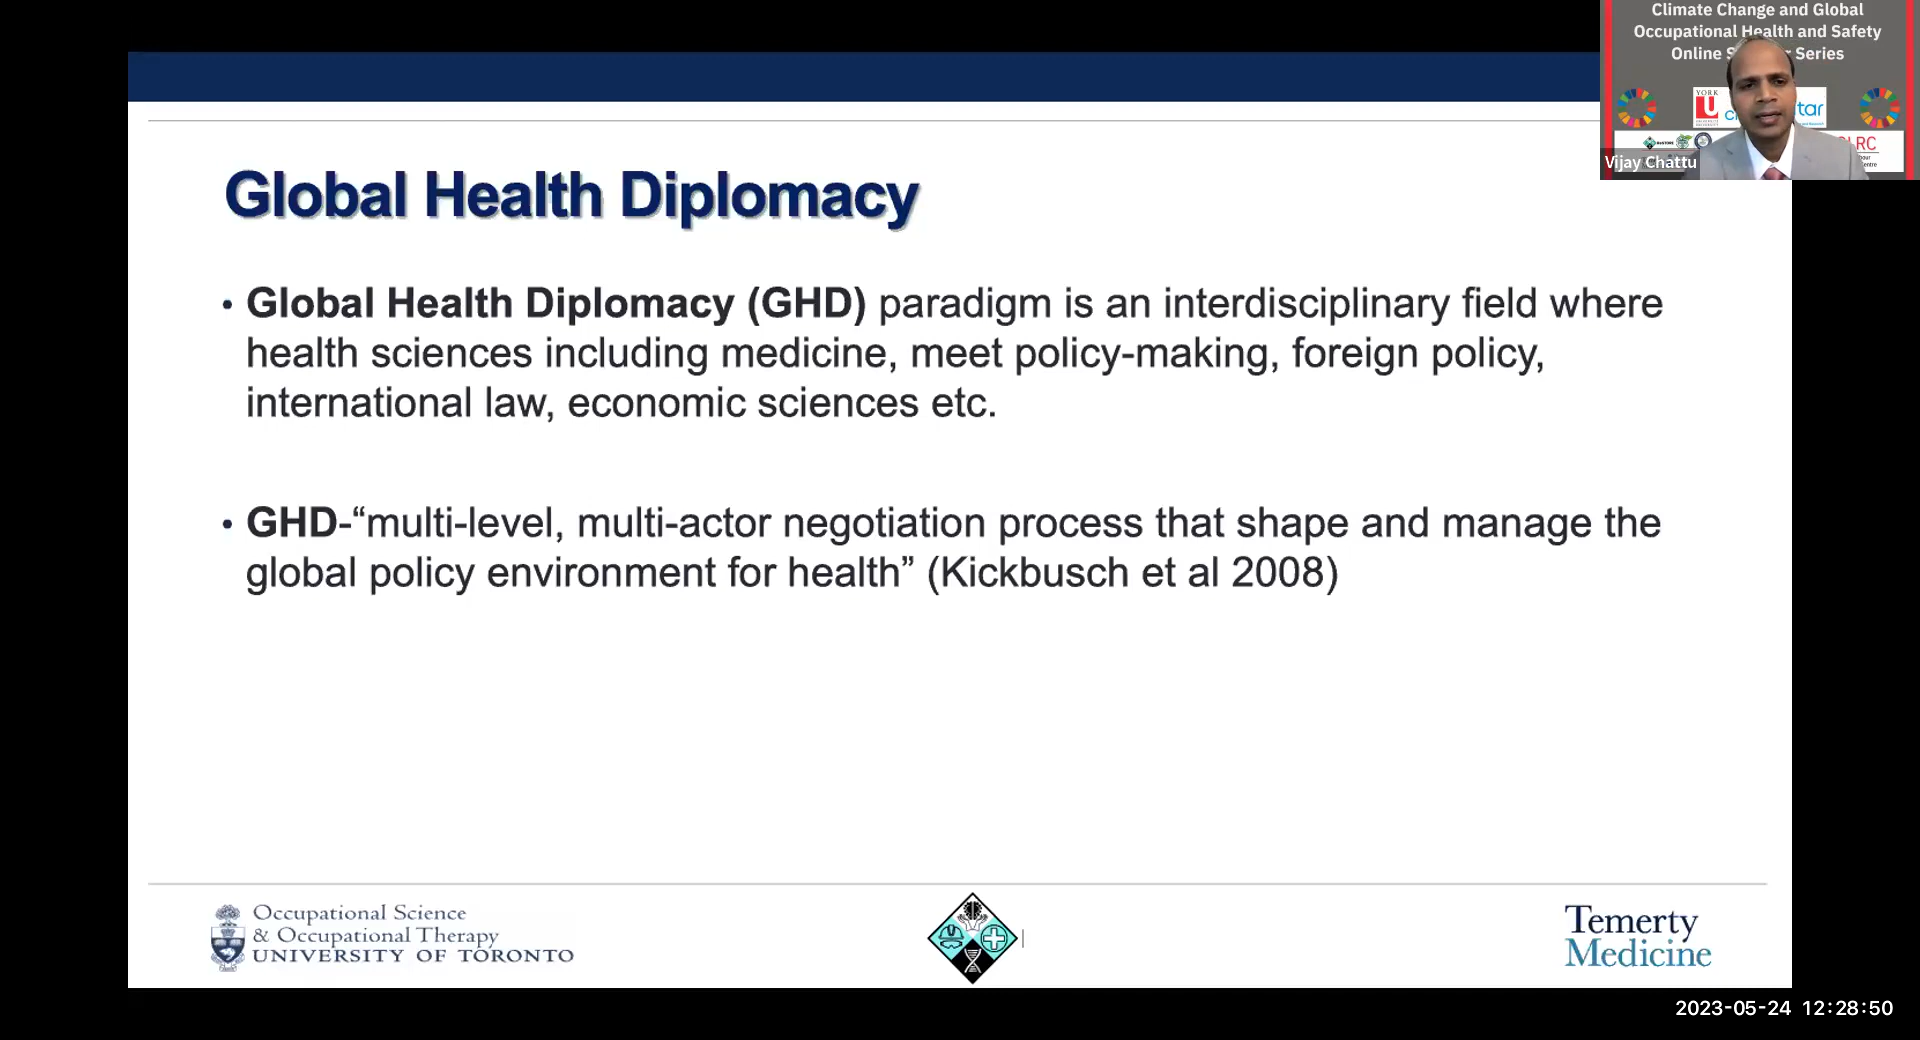 Climate Change and Global
Occupational Health and Safety
Online S r Series
YORK
U
tar
LRC
Vijay Chattu
Global Health Diplomacy
• Global Health Diplomacy (GHD) paradigm is an interdisciplinary field where
health sciences including medicine, meet policy-making, foreign policy,
international law, economic sciences etc.
• GHD-“multi-level, multi-actor negotiation process that shape and manage the
global policy environment for health” (Kickbusch et al 2008)
Occupational Science
& Occupational Therapy
UNIVERSITY OF TORONTO
Temerty
Medicine
2023-05-24 12:28:50